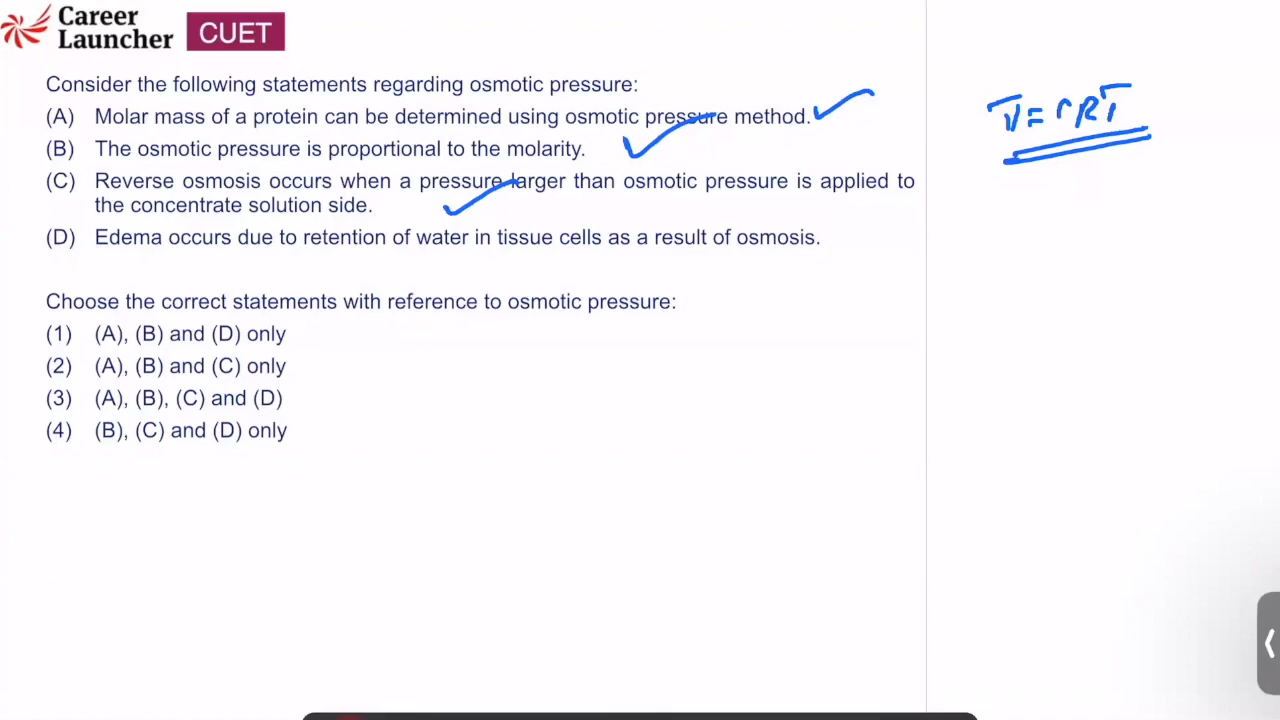 Career
Launcher
CUET
Consider the following statements regarding osmotic pressure:
(A) Molar mass of a protein can be determined using osmotic pressure method.
(B) The osmotic pressure is proportional to the molarity.
(C) Reverse osmosis occurs when a pressure larger than osmotic pressure is applied to
the concentrate solution side.
(D) Edema occurs due to retention of water in tissue cells as a result of osmosis.
Choose the correct statements with reference to osmotic pressure:
(1) (A), (B) and (D) only
(2) (A), (B) and (C) only
(3) (A), (B), (C) and (D)
(4) (B), (C) and (D) only
π = CRT